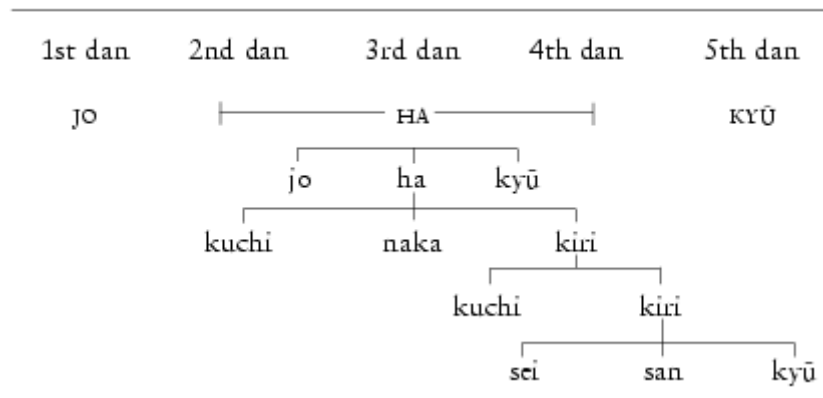 1st dan 2nd dan 3rd dan 4th dan 5th dan
JO HA KYŪ
jo ha kyū
kuchi naka kiri
kuchi kiri
sei san kyū